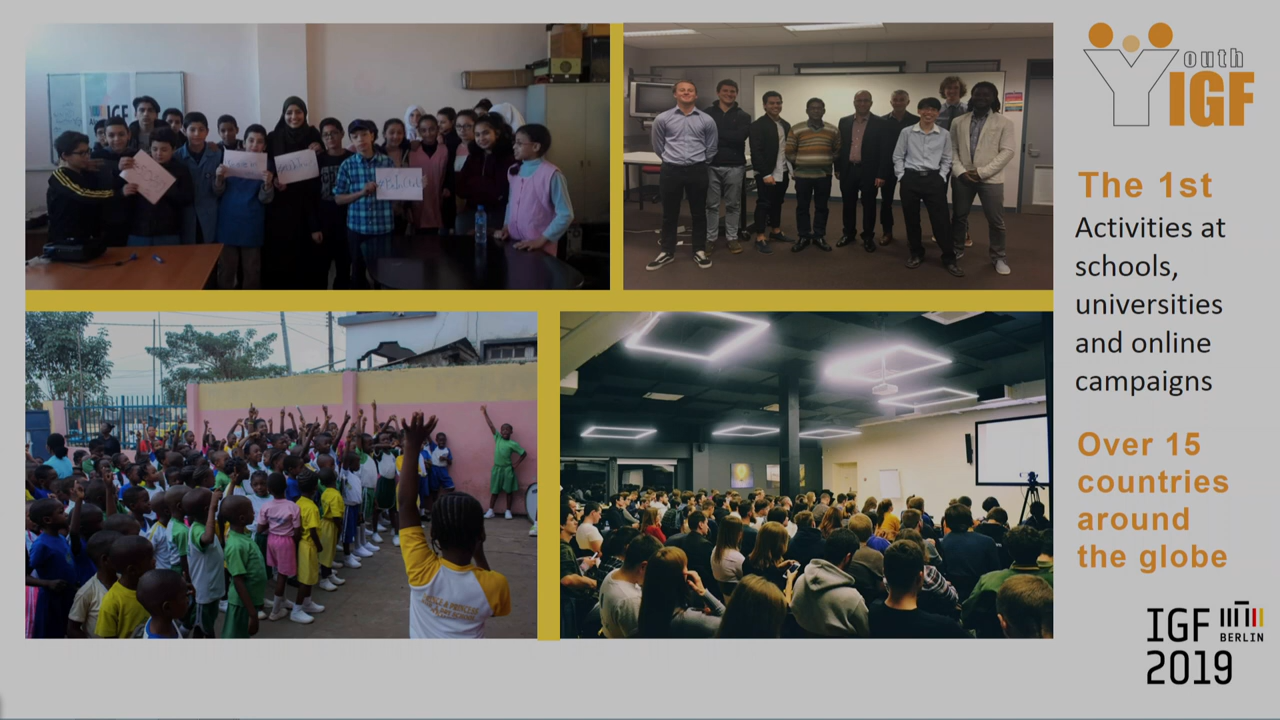 outh
IGF
The 1st
Activities at
schools,
universities
and online
campaigns
Over 15
countries
around
the globe
IGF
BERLIN
2019
IGF